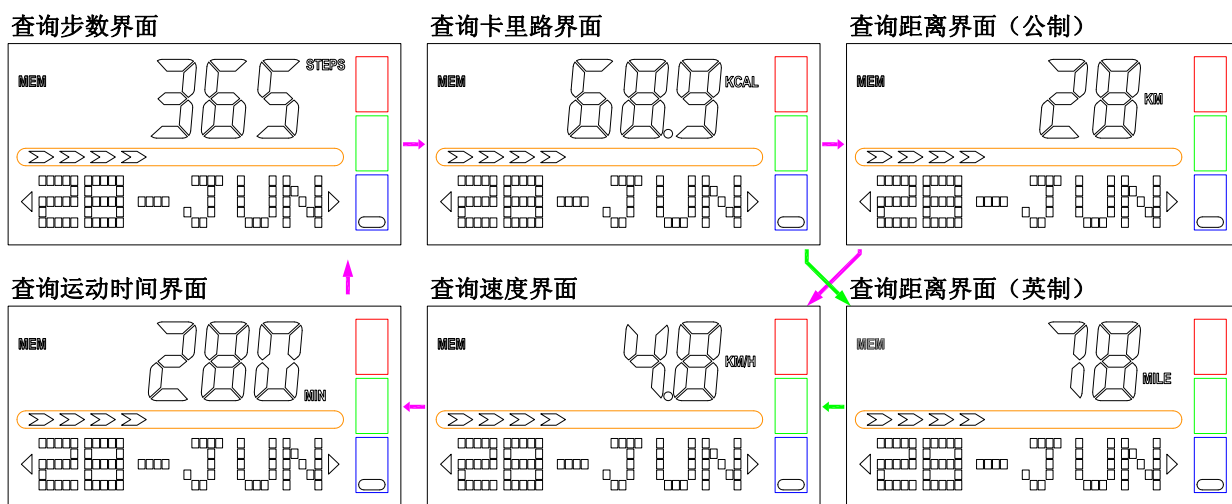 查询步数界面
MEM
365 STEPS
28-JUN
查询卡里路界面
MEM
68.9 KCAL
28-JUN
查询距离界面（公制）
MEM
28 KM
28-JUN
查询运动时间界面
MEM
280 MIN
28-JUN
查询速度界面
MEM
4.8 KM/H
28-JUN
查询距离界面（英制）
MEM
78 MILE
28-JUN